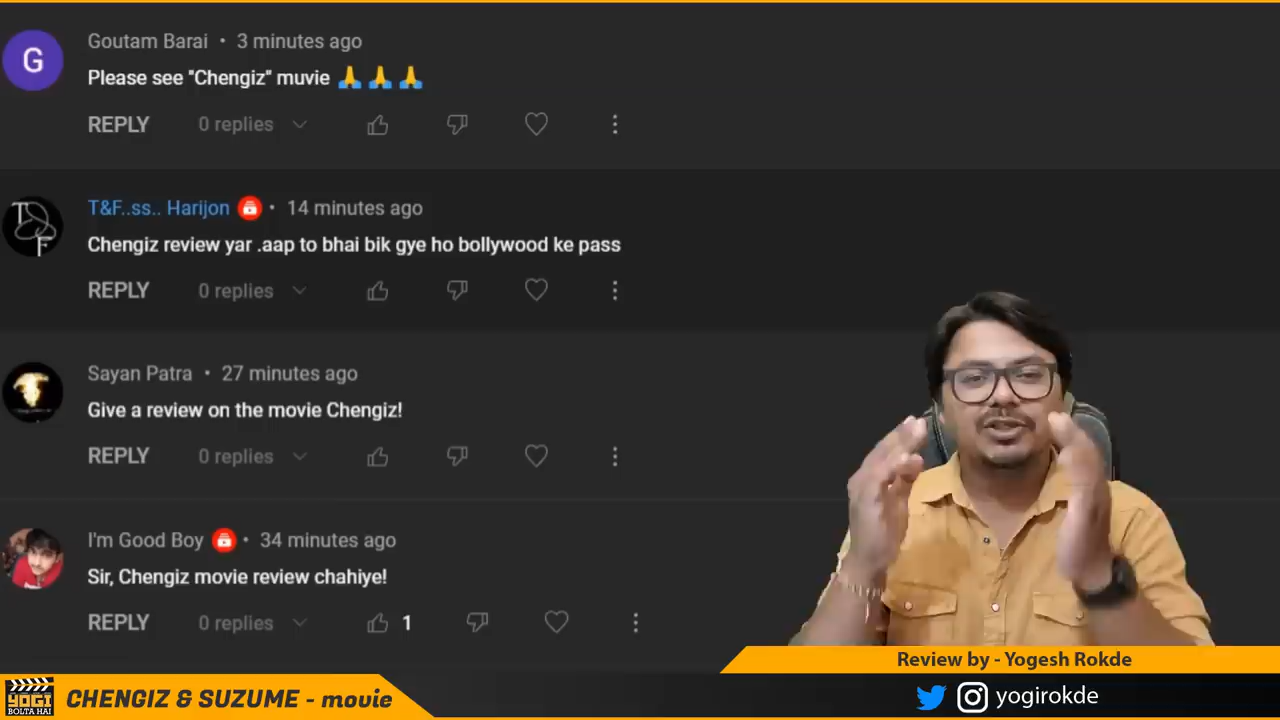 G
Goutam Barai • 3 minutes ago
Please see "Chengiz" muvie 🙏 🙏 🙏
REPLY 0 replies
T&F..ss.. Harijon • 14 minutes ago
Chengiz review yar .aap to bhai bik gye ho bollywood ke pass
REPLY 0 replies
Sayan Patra • 27 minutes ago
Give a review on the movie Chengiz!
REPLY 0 replies
I'm Good Boy • 34 minutes ago
Sir, Chengiz movie review chahiye!
REPLY 0 replies 1
Review by - Yogesh Rokde
YOGI
BOLTA HAI
CHENGIZ & SUZUME - movie
yogirokde